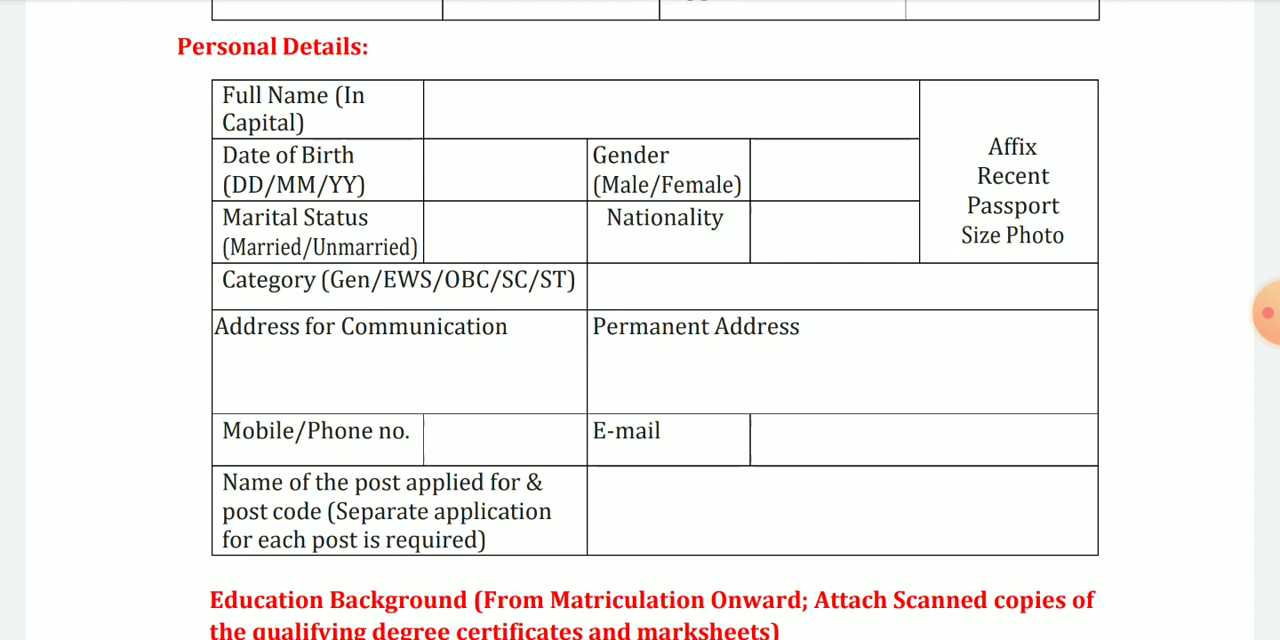 Personal Details:
Full Name (In
Capital)
Affix
Recent
Passport
Size Photo
Date of Birth
(DD/MM/YY)
Gender
(Male/Female)
Marital Status
(Married/Unmarried)
Nationality
Category (Gen/EWS/OBC/SC/ST)
Address for Communication
Permanent Address
Mobile/Phone no.
E-mail
Name of the post applied for &
post code (Separate application
for each post is required)
Education Background (From Matriculation Onward; Attach Scanned copies of
the qualifying degree certificates and marksheets)